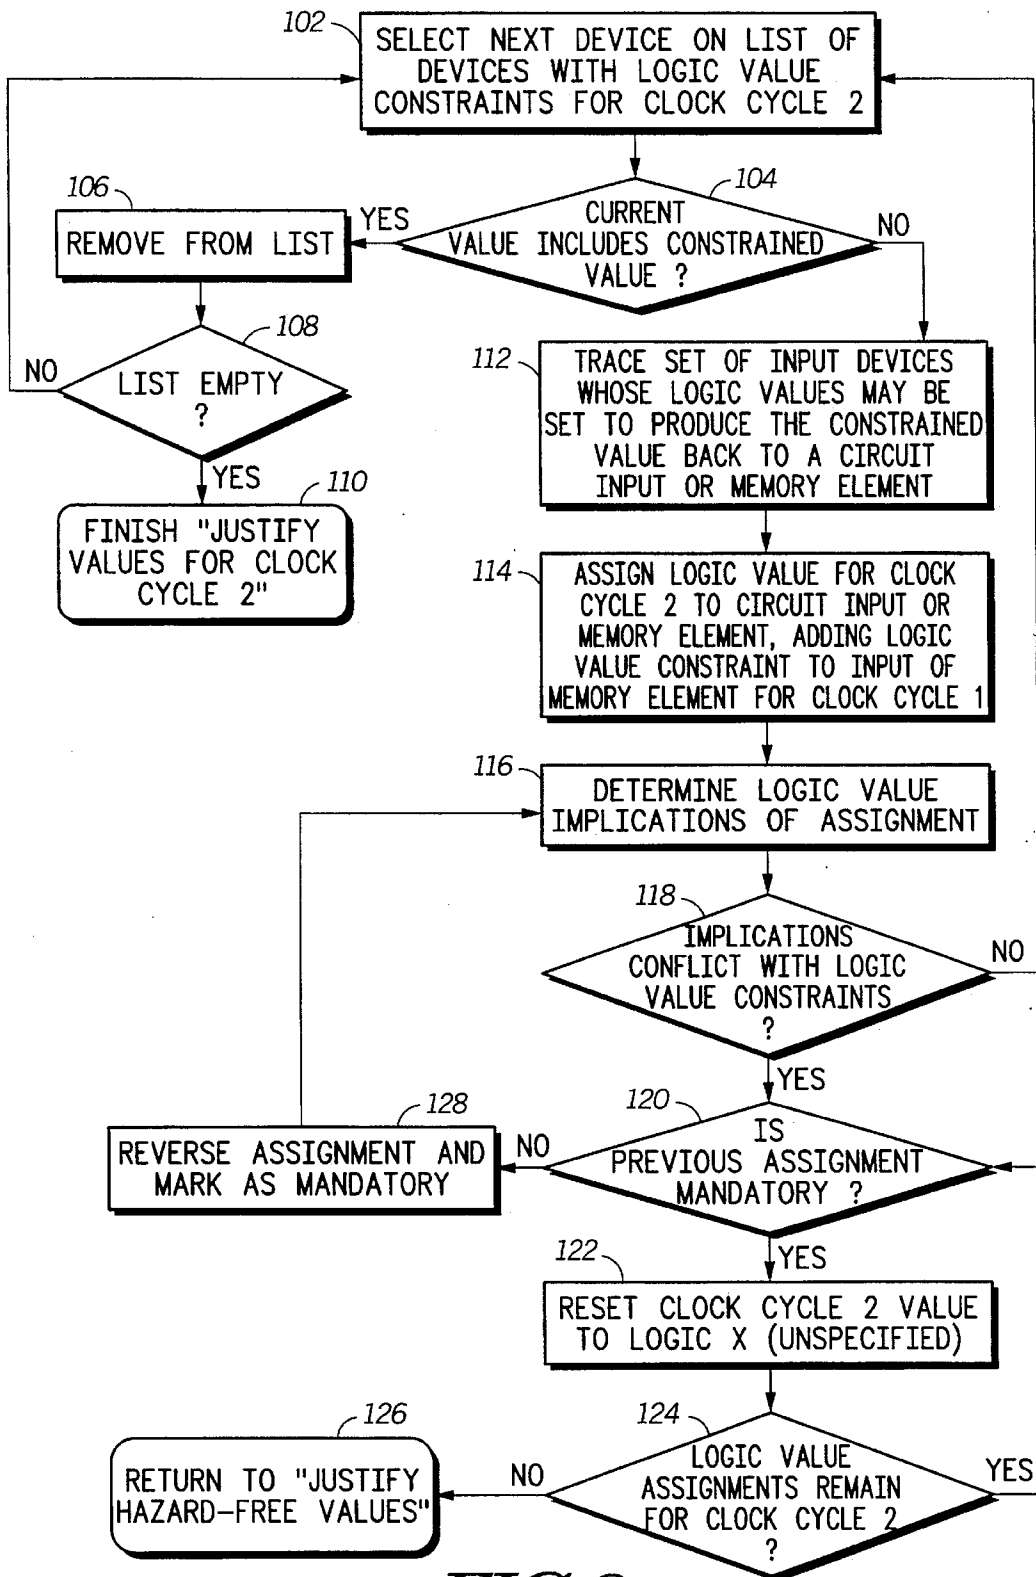 102
SELECT NEXT DEVICE ON LIST OF
DEVICES WITH LOGIC VALUE
CONSTRAINTS FOR CLOCK CYCLE 2
104
CURRENT
VALUE INCLUDES CONSTRAINED
VALUE ?
YES
NO
106
REMOVE FROM LIST
108
LIST EMPTY
?
NO
YES
110
FINISH "JUSTIFY
VALUES FOR CLOCK
CYCLE 2"
112
TRACE SET OF INPUT DEVICES
WHOSE LOGIC VALUES MAY BE
SET TO PRODUCE THE CONSTRAINED
VALUE BACK TO A CIRCUIT
INPUT OR MEMORY ELEMENT
114
ASSIGN LOGIC VALUE FOR CLOCK
CYCLE 2 TO CIRCUIT INPUT OR
MEMORY ELEMENT, ADDING LOGIC
VALUE CONSTRAINT TO INPUT OF
MEMORY ELEMENT FOR CLOCK CYCLE 1
116
DETERMINE LOGIC VALUE
IMPLICATIONS OF ASSIGNMENT
118
IMPLICATIONS
CONFLICT WITH LOGIC
VALUE CONSTRAINTS
?
NO
YES
120
IS
PREVIOUS ASSIGNMENT
MANDATORY ?
NO
YES
128
REVERSE ASSIGNMENT AND
MARK AS MANDATORY
122
RESET CLOCK CYCLE 2 VALUE
TO LOGIC X (UNSPECIFIED)
124
LOGIC VALUE
ASSIGNMENTS REMAIN
FOR CLOCK CYCLE 2
?
NO
YES
126
RETURN TO "JUSTIFY
HAZARD-FREE VALUES"